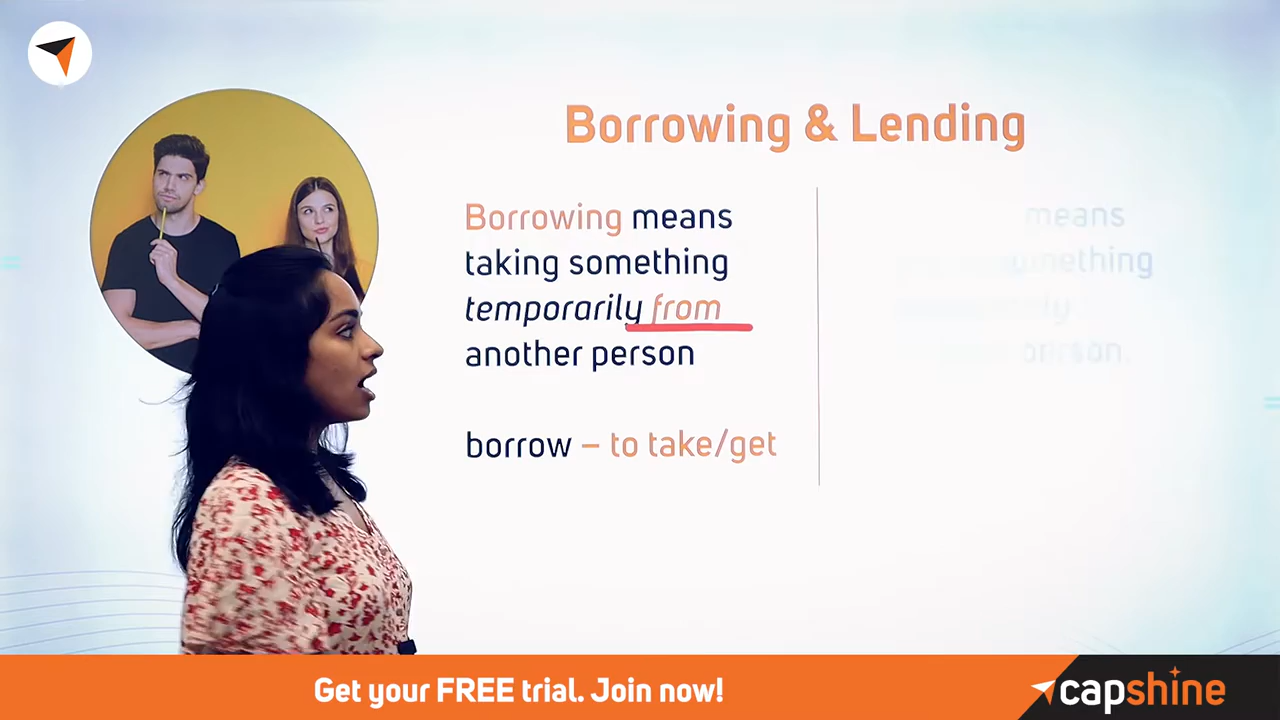 Borrowing & Lending
Borrowing means
taking something
temporarily from
another person
borrow – to take/get
means
something
Get your FREE trial. Join now!
capshine